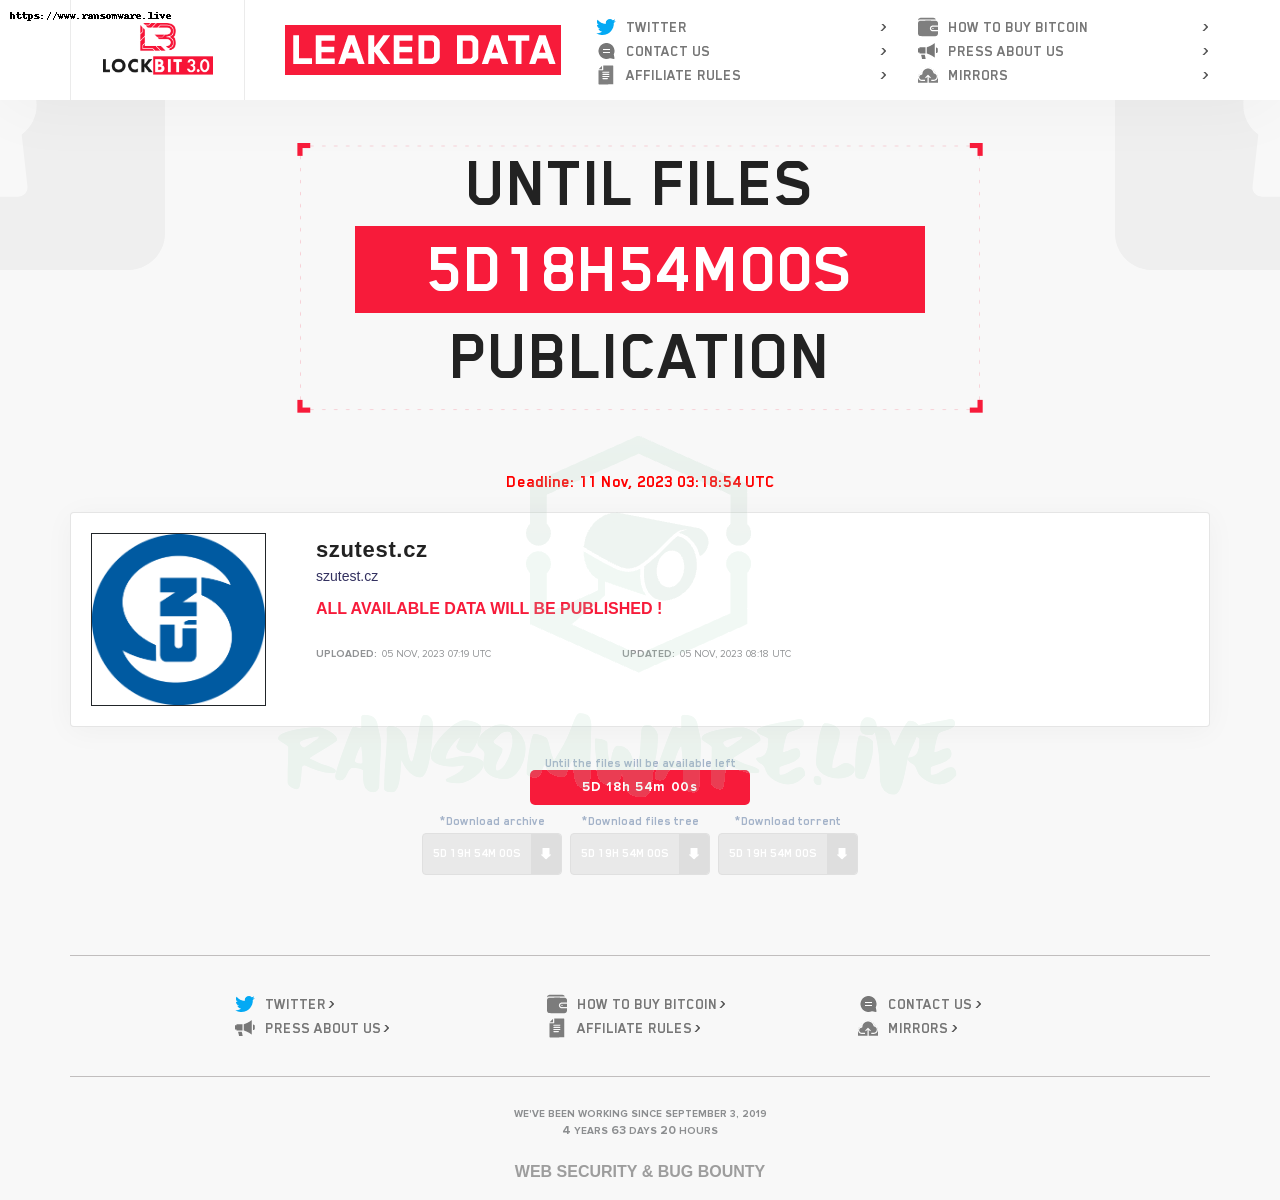 https://www.ransomware.live
LOCKBIT 3.0
LEAKED DATA
TWITTER
CONTACT US
AFFILIATE RULES
HOW TO BUY BITCOIN
PRESS ABOUT US
MIRRORS
UNTIL FILES
5D18H54M00S
PUBLICATION
Deadline: 11 Nov, 2023 03:18:54 UTC
szutest.cz
szutest.cz
ALL AVAILABLE DATA WILL BE PUBLISHED !
UPLOADED: 05 NOV, 2023 07:19 UTC
UPDATED: 05 NOV, 2023 08:18 UTC
ZU
RANSOMWARE.LIVE
Until the files will be available left
5D 18h 54m 00s
*Download archive
*Download files tree
*Download torrent
5D 19H 54M 00S
5D 19H 54M 00S
5D 19H 54M 00S
TWITTER
HOW TO BUY BITCOIN
CONTACT US
PRESS ABOUT US
AFFILIATE RULES
MIRRORS
WE'VE BEEN WORKING SINCE SEPTEMBER 3, 2019
4 YEARS 63 DAYS 20 HOURS
WEB SECURITY & BUG BOUNTY